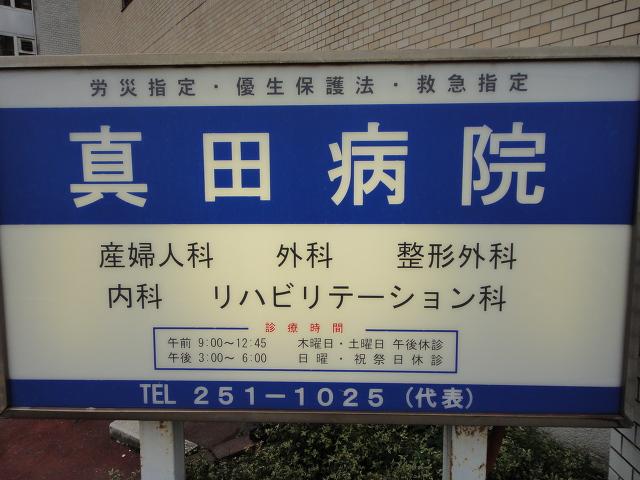 労災指定・優生保護法・救急指定
真田病院
産婦人科 外科 整形外科
内科 リハビリテーション科
診療時間
午前 9:00～12:45 木曜日・土曜日 午後休診
午後 3:00～ 6:00 日曜・祝祭日休診
TEL 251-1025 (代表)